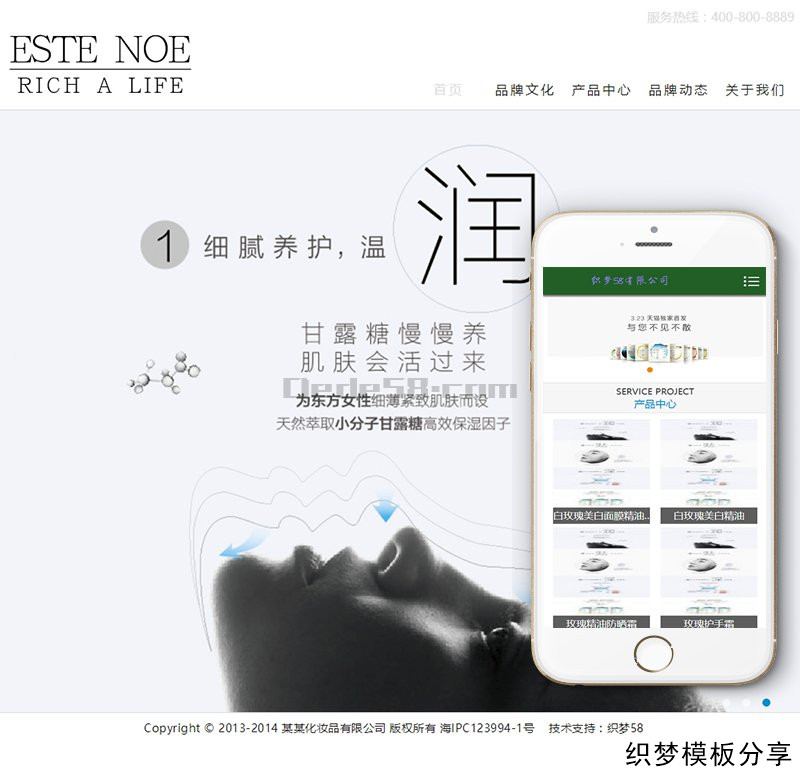 服务热线：400-800-8889
ESTE NOE
RICH A LIFE
首页 品牌文化 产品中心 品牌动态 关于我们
1 细腻养护, 温 润
甘露糖慢慢养
肌肤会活过来
Dede58.com
为东方女性细薄紧致肌肤而设
天然萃取小分子甘露糖高效保湿因子
织梦58有限公司
3.23 天猫独家首发
与您不见不散
SERVICE PROJECT
产品中心
白玫瑰美白面膜精油.. 白玫瑰美白精油
玫瑰精油防晒霜 玫瑰护手霜
Copyright © 2013-2014 某某化妆品有限公司 版权所有 海IPC123994-1号 技术支持：织梦58
织梦模板分享